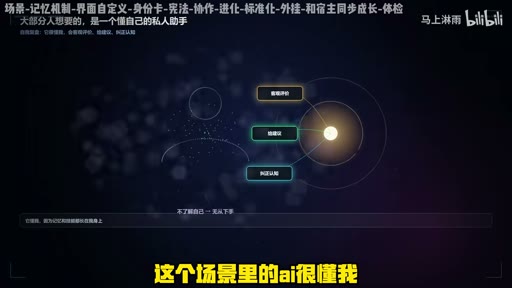 场景-记忆机制-界面自定义-身份卡-宪法-协作-进化-标准化-外挂-和宿主同步成长-体检
大部分人想要的，是一个懂自己的私人助手
马上淋雨 bilibili
客观评价
给建议
纠正认知
不了解自己 — 无从下手
这个场景里的ai很懂我